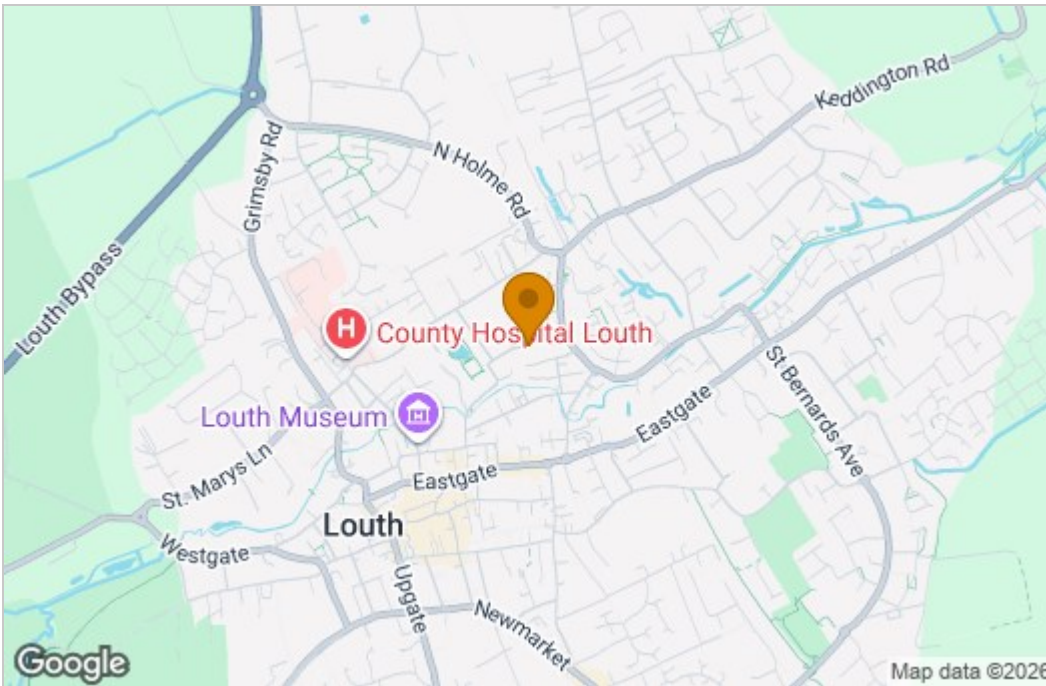 Keddington Rd
N Holme Rd
Grimsby Rd
Louth Bypass
H
County Hospital Louth
Louth Museum
St Bernards Ave
Eastgate
Eastgate
St. Marys Ln
Louth
Westgate
Upgate
Newmarket
Google
Map data ©2026